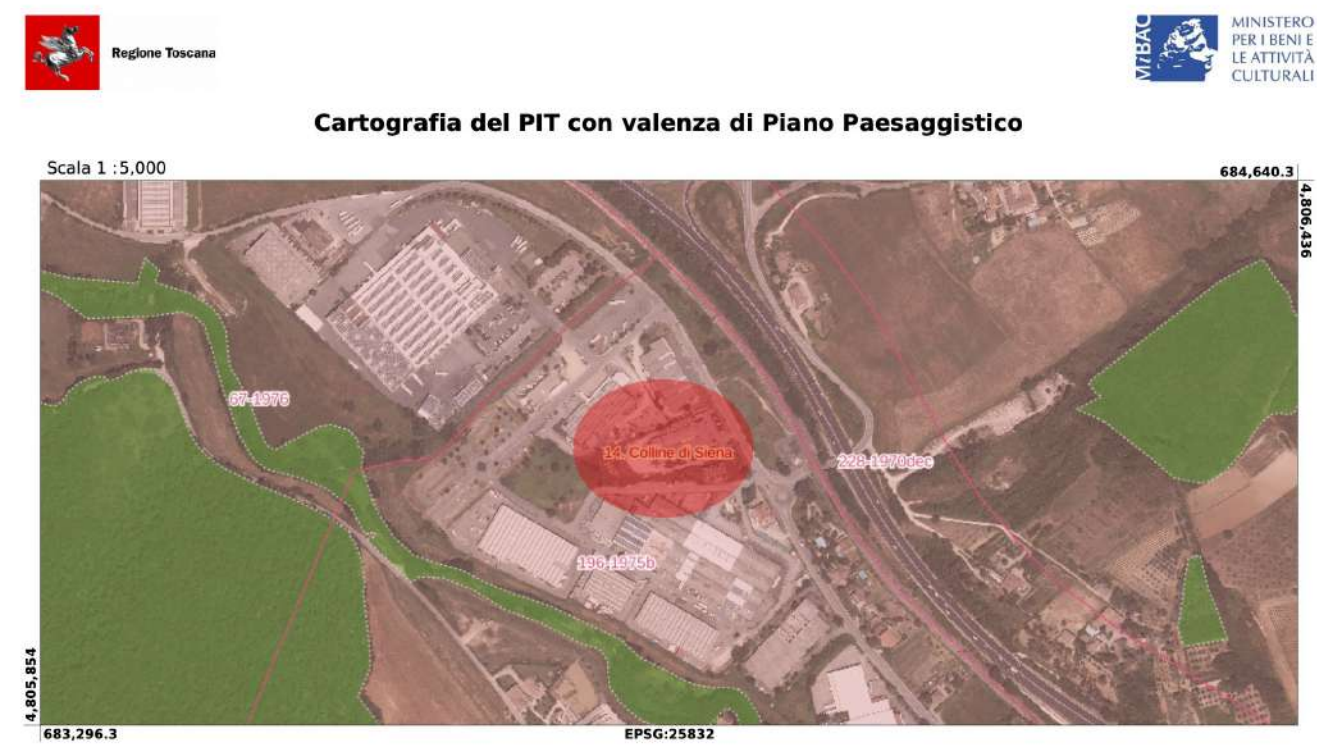 Regione Toscana
MiBAC
MINISTERO
PER I BENI E
LE ATTIVITÀ
CULTURALI
Cartografia del PIT con valenza di Piano Paesaggistico
Scala 1 :5,000
684,640.3
4,806,436
67-1976
14. Colline di Siena
228-1970dec
196-1975b
4,805,854
683,296.3
EPSG:25832